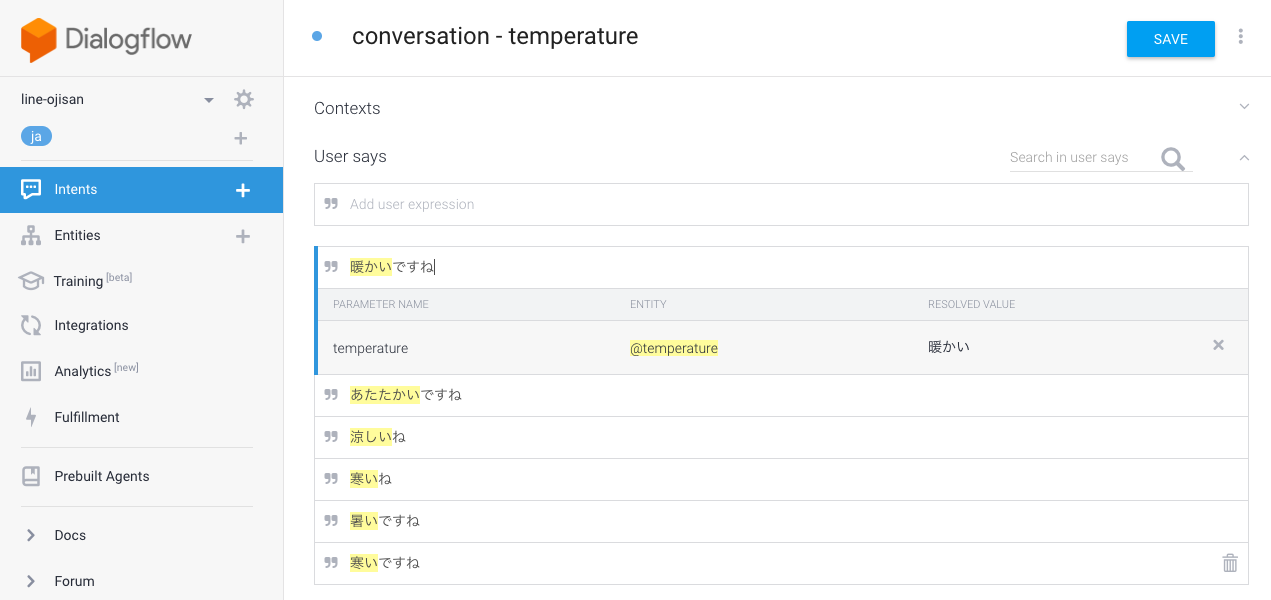 Dialogflow
conversation - temperature
SAVE
line-ojisan
ja
Intents
Entities
Training [beta]
Integrations
Analytics [new]
Fulfillment
Prebuilt Agents
Docs
Forum
Contexts
User says
Search in user says
Add user expression
暖かいですね
PARAMETER NAME ENTITY RESOLVED VALUE
temperature @temperature 暖かい
あたたかいですね
涼しいね
寒いね
暑いですね
寒いですね